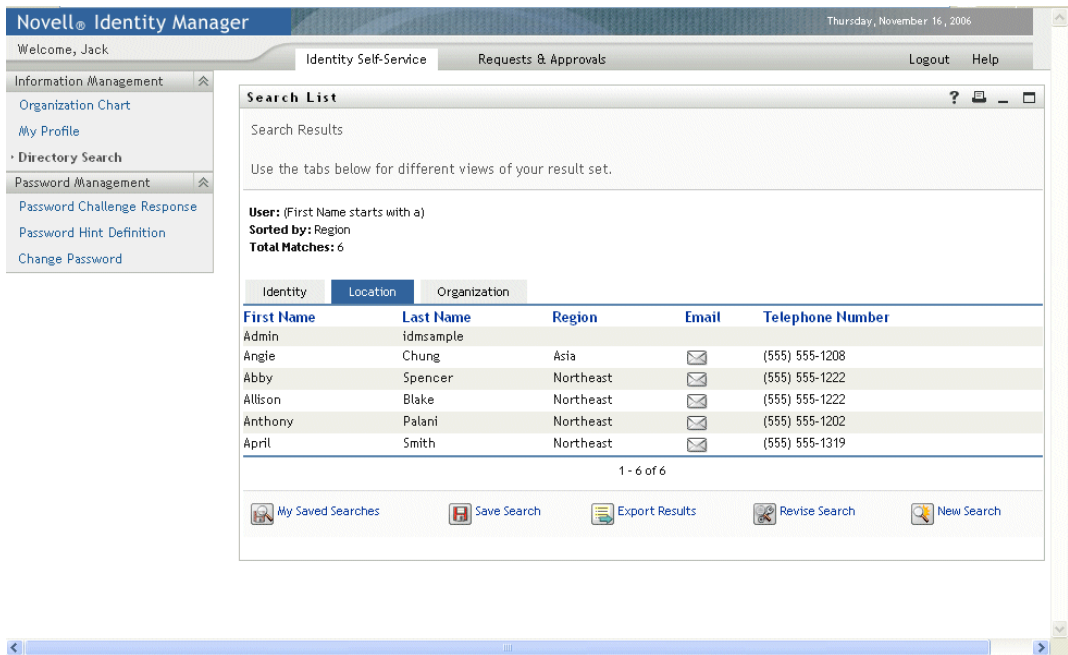 Novell® Identity Manager
Thursday, November 16, 2006
Welcome, Jack
Identity Self-Service Requests & Approvals Logout Help
Information Management
Organization Chart
My Profile
Directory Search
Password Management
Password Challenge Response
Password Hint Definition
Change Password
Search List ?
Search Results
Use the tabs below for different views of your result set.
User: (First Name starts with a)
Sorted by: Region
Total Matches: 6
Identity Location Organization
First Name Last Name Region Email Telephone Number
Admin idmsample
Angie Chung Asia (555) 555-1208
Abby Spencer Northeast (555) 555-1222
Allison Blake Northeast (555) 555-1222
Anthony Palani Northeast (555) 555-1202
April Smith Northeast (555) 555-1319
1 - 6 of 6
My Saved Searches Save Search Export Results Revise Search New Search